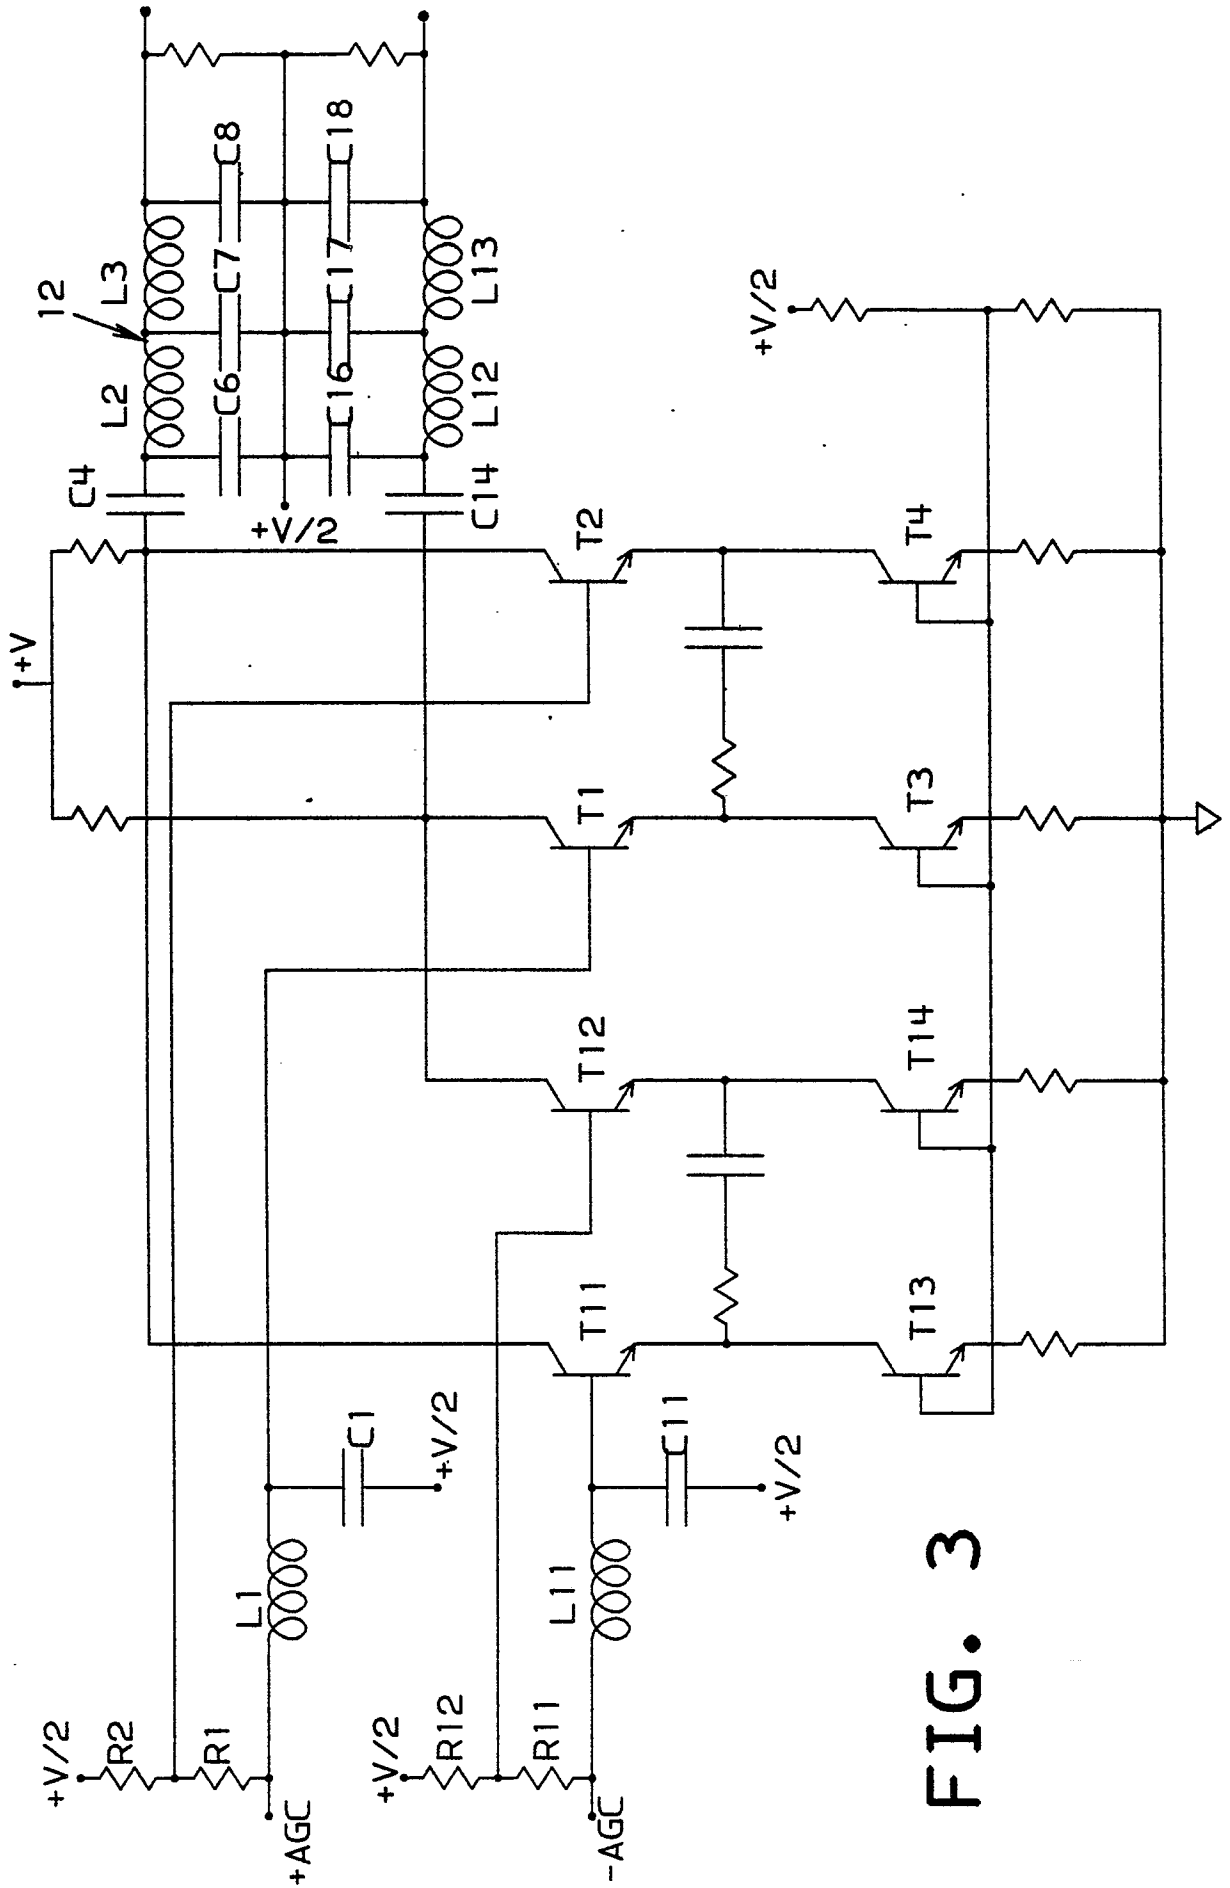 +V
12
L2
L3
C4
C6
C7
C8
+V/2
C16
C17
C18
C14
L12
L13
T11
T12
T1
T2
T13
T14
T3
T4
+V/2
+V/2
R2
R1
+AGC
L1
C1
+V/2
+V/2
R12
R11
-AGC
L11
C11
+V/2
FIG. 3